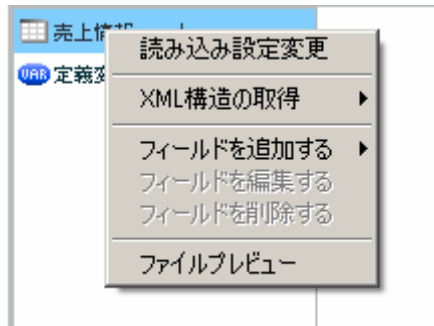 売上情報
読み込み設定変更
VAR 定義変
XML構造の取得
フィールドを追加する
フィールドを編集する
フィールドを削除する
ファイルプレビュー